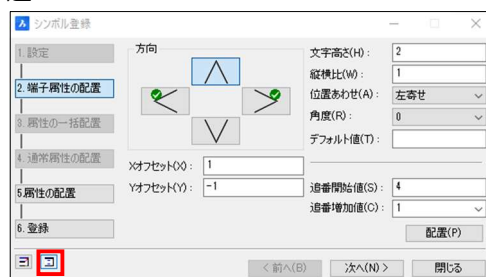 シンボル登録
1. 設定
2. 端子属性の配置
3. 属性の一括配置
4. 通常属性の配置
5.属性の配置
6. 登録
方向
Xオフセット(X): 1
Yオフセット(Y): -1
文字高さ(H): 2
縦横比(W): 1
位置あわせ(A): 左寄せ
角度(R): 0
デフォルト値(T):
追番開始値(S): 4
追番増加値(C): 1
配置(P)
< 前へ(B) 次へ(N) > 閉じる